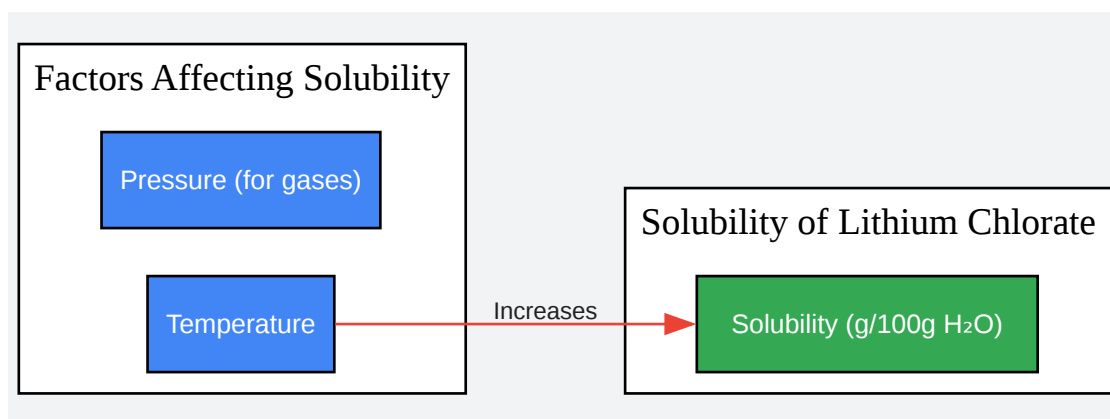 Factors Affecting Solubility
Pressure (for gases)
Temperature
Increases
Solubility of Lithium Chlorate
Solubility (g/100g H₂O)